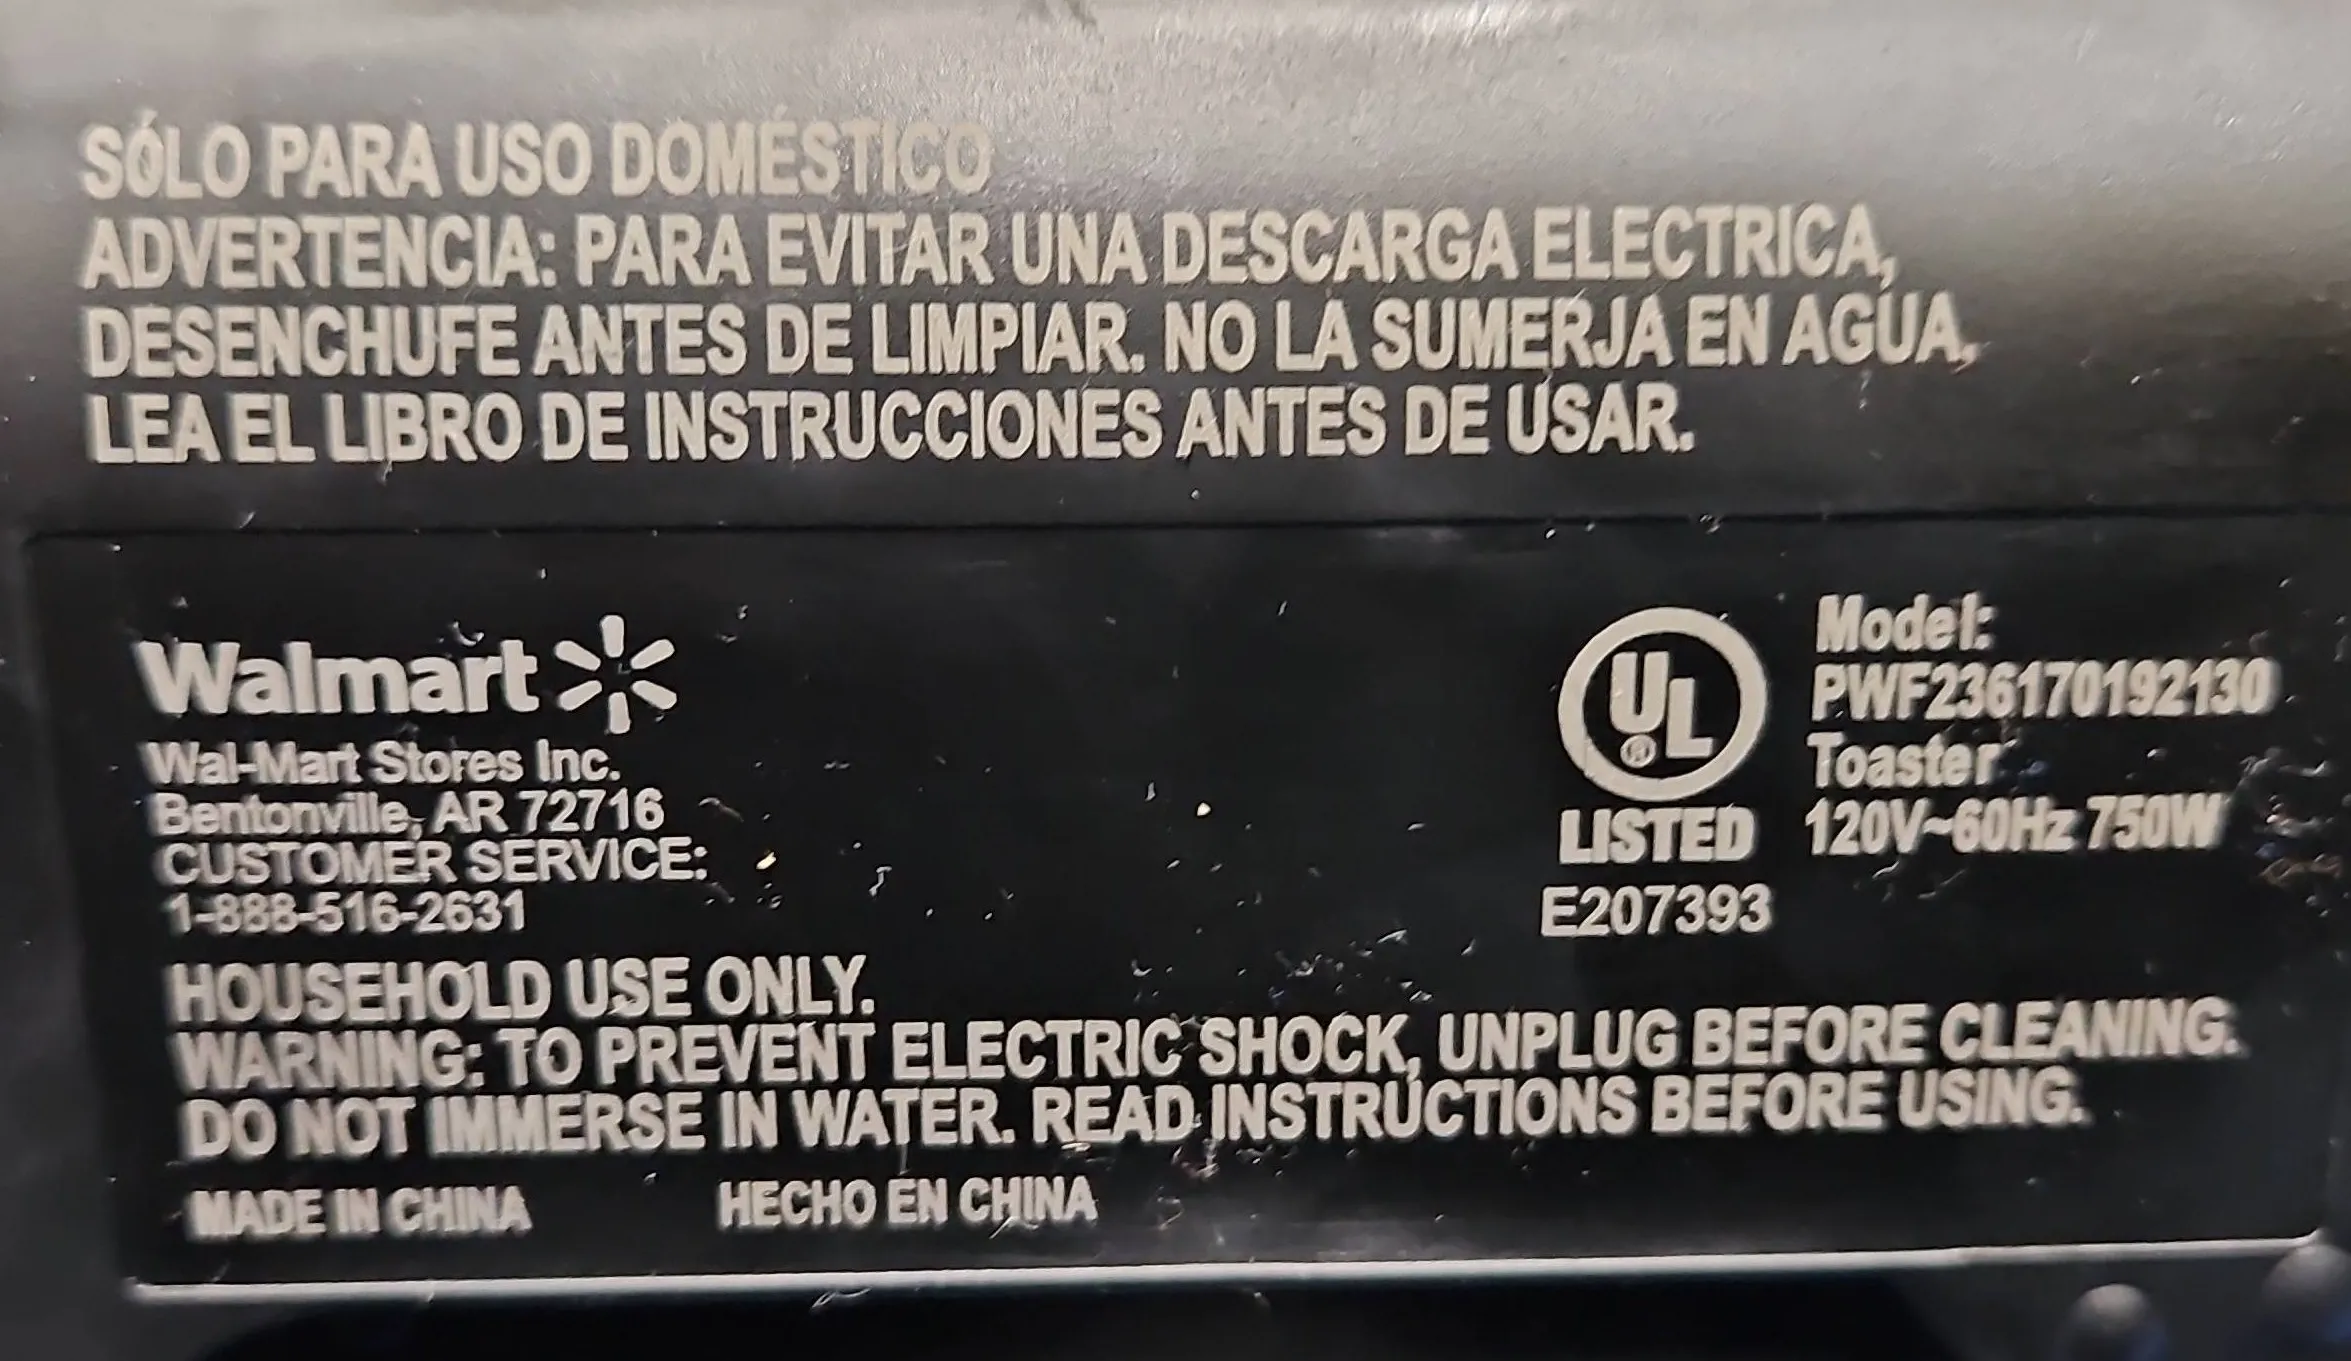 SÓLO PARA USO DOMÉSTICO
ADVERTENCIA: PARA EVITAR UNA DESCARGA ELECTRICA,
DESENCHUFE ANTES DE LIMPIAR. NO LA SUMERJA EN AGUA,
LEA EL LIBRO DE INSTRUCCIONES ANTES DE USAR.
Walmart
Wal-Mart Stores Inc.
Bentonville, AR 72716
CUSTOMER SERVICE:
1-888-516-2631
UL
®
LISTED
E207393
Model:
PWF236170192130
Toaster
120V~60Hz 750W
HOUSEHOLD USE ONLY.
WARNING: TO PREVENT ELECTRIC SHOCK, UNPLUG BEFORE CLEANING.
DO NOT IMMERSE IN WATER. READ INSTRUCTIONS BEFORE USING.
MADE IN CHINA HECHO EN CHINA